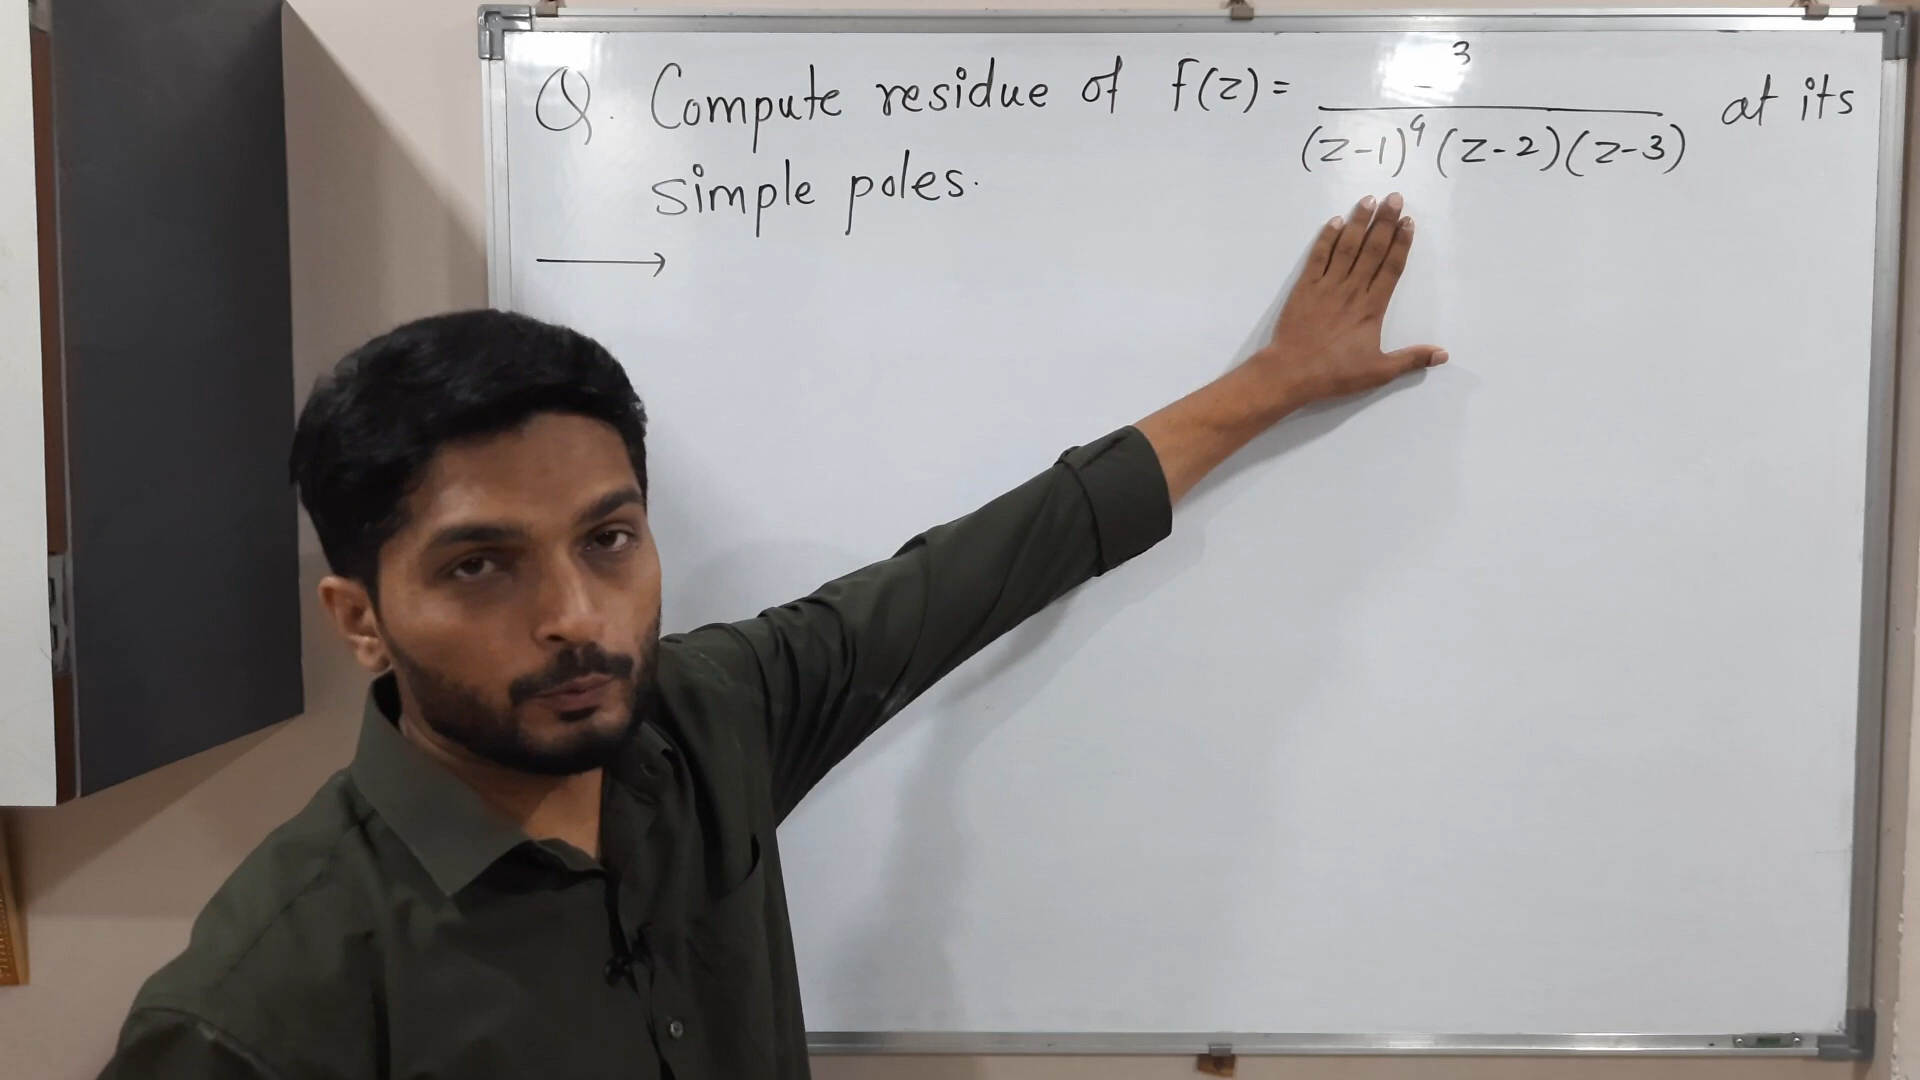 Q. Compute residue of f(z) = 3 / (z-1)⁴ (z-2)(z-3) at its
simple poles.